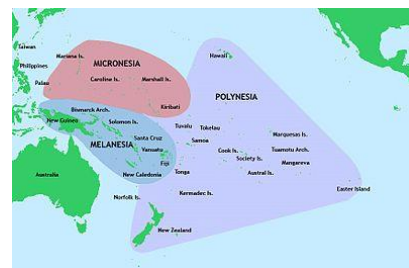 Taiwan
Philippines
Palau
Mariana Is.
MICRONESIA
Caroline Is.
Marshall Is.
Kiribati
Hawaii
POLYNESIA
Bismarck Arch.
New Guinea
Solomon Is.
Santa Cruz
MELANESIA
Vanuatu
Fiji
New Caledonia
Tuvalu
Tokelau
Samoa
Tonga
Cook Is.
Society Is.
Austral Is.
Marquesas Is.
Tuamotu Arch.
Mangareva
Easter Island
Australia
Norfolk Is.
Kermadec Is.
New Zealand